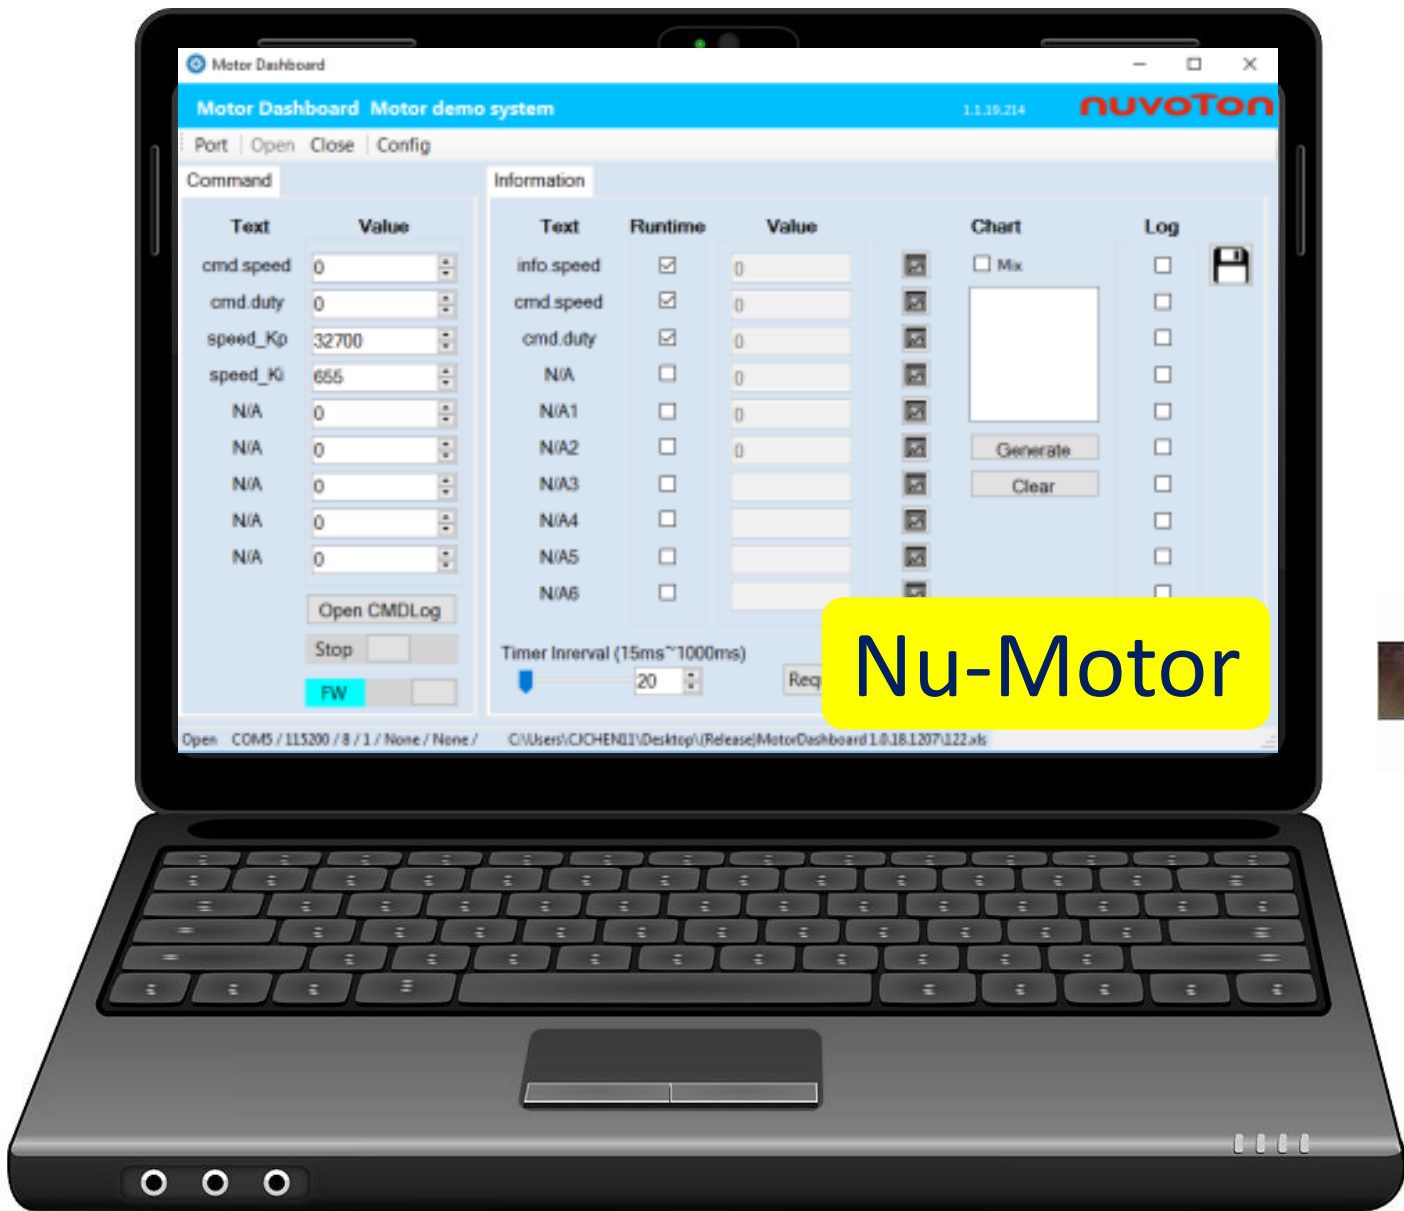 Motor Dashboard
Motor Dashboard Motor demo system 1.1.19.214 nuvoTon
Port Open Close Config
Command Information
Text Value Text Runtime Value Chart Log
cmd.speed 0 info.speed 0 Mix
cmd.duty 0 cmd.speed 0
speed_Kp 32700 cmd.duty 0
speed_Ki 655 N/A 0
N/A 0 N/A1 0
N/A 0 N/A2 0 Generate
N/A 0 N/A3 Clear
N/A 0 N/A4
N/A 0 N/A5
N/A6
Open CMDLog
Stop Timer Inrerval (15ms~1000ms)
FW 20 Req
Nu-Motor
Open COM5 / 115200 / 8 / 1 / None / None / C:\Users\CJCHEN11\Desktop\(Release)MotorDashboard 1.0.18.1207\122.xls